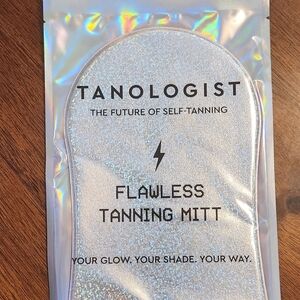 TANOLOGIST
THE FUTURE OF SELF-TANNING
FLAWLESS
TANNING MITT
YOUR GLOW. YOUR SHADE. YOUR WAY.